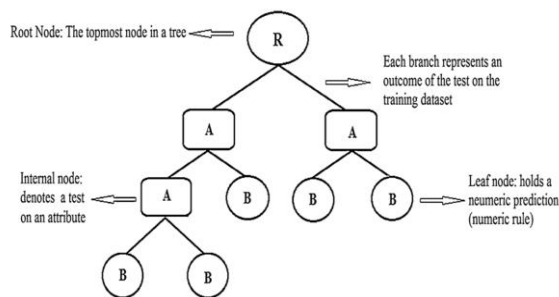 Root Node: The topmost node in a tree
R
Each branch represents an
outcome of the test on the
training dataset
A
A
Internal node:
denotes a test
on an attribute
A
B
B
B
Leaf node: holds a
neumeric prediction
(numeric rule)
B
B